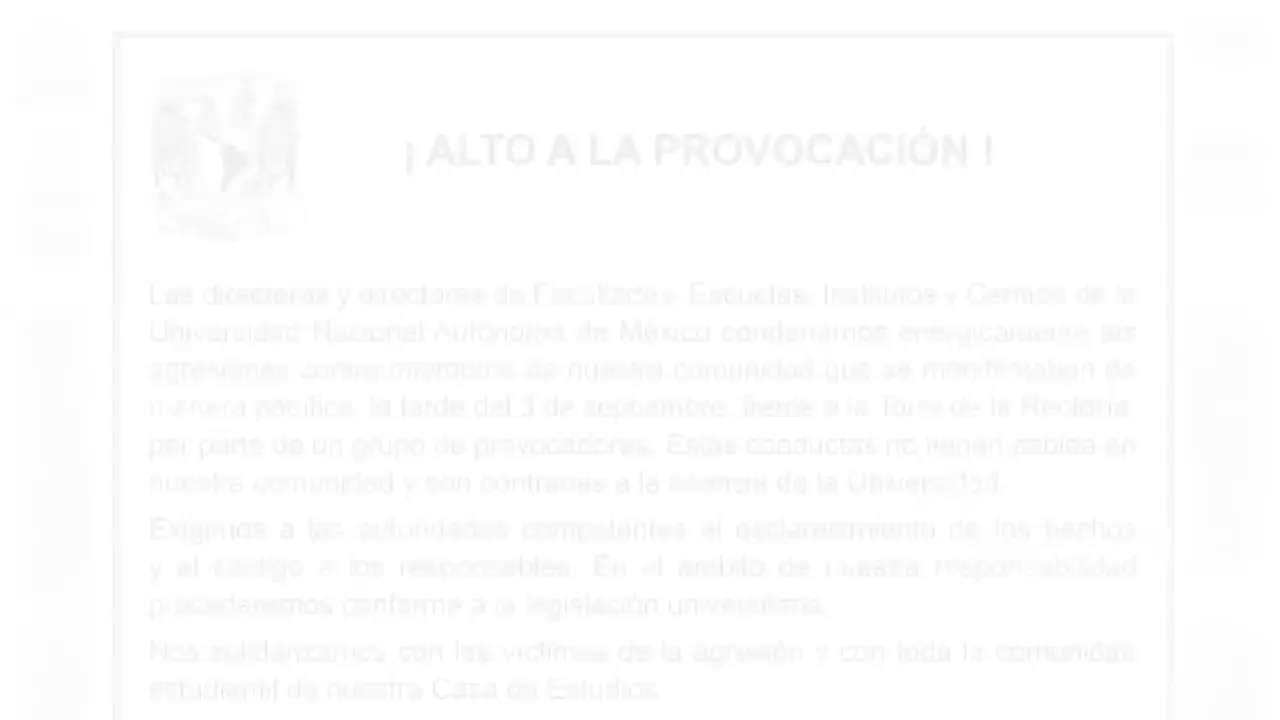 ¡ ALTO A LA PROVOCACIÓN !
Las directoras y directores de Facultades, Escuelas, Institutos y Centros de la
Universidad Nacional Autónoma de México condenamos enérgicamente las
agresiones contra miembros de nuestra comunidad que se manifestaban de
manera pacífica, la tarde del 3 de septiembre, frente a la Torre de la Rectoría,
por parte de un grupo de provocadores. Estas conductas no tienen cabida en
nuestra comunidad y son contrarias a la esencia de la Universidad.
Exigimos a las autoridades competentes el esclarecimiento de los hechos
y el castigo a los responsables. En el ámbito de nuestra responsabilidad
procederemos conforme a la legislación universitaria.
Nos solidarizamos con las víctimas de la agresión y con toda la comunidad
estudiantil de nuestra Casa de Estudios.